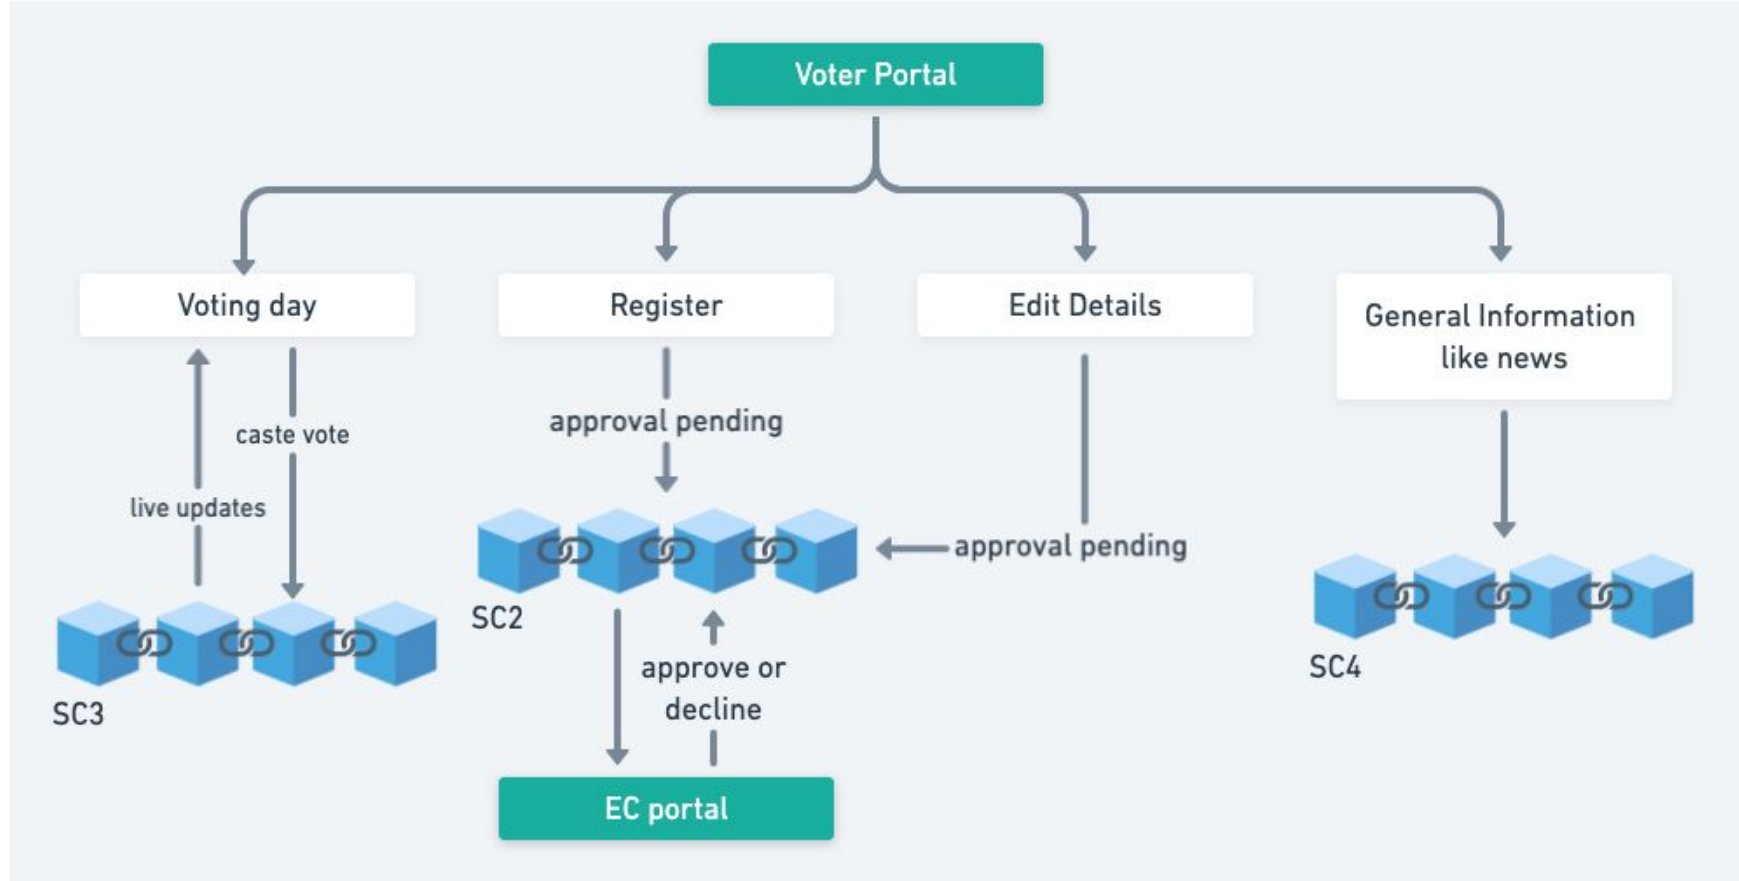 Voter Portal
Voting day
Register
Edit Details
General Information
like news
approval pending
caste vote
live updates
approval pending
SC2
SC3
approve or
decline
SC4
EC portal